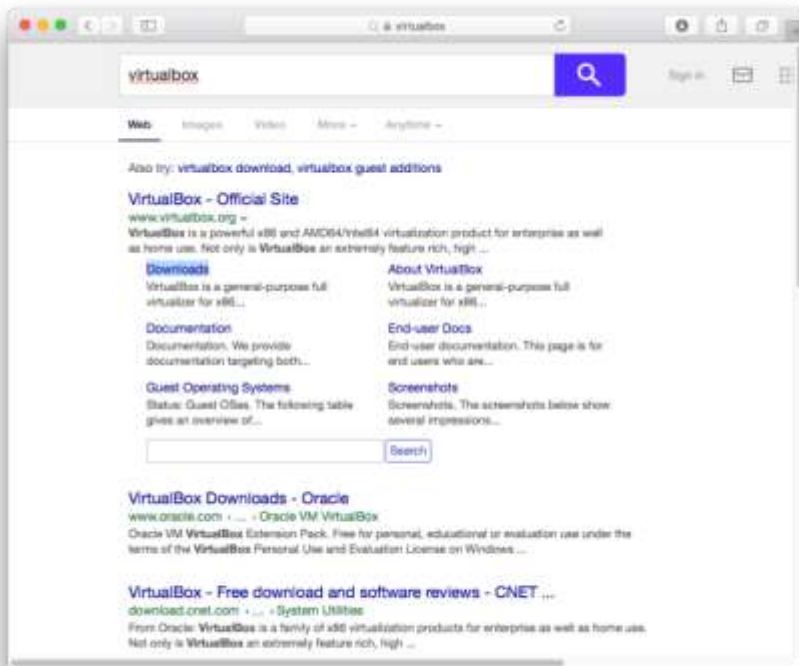 virtualbox
virtualbox
Sign in
Web Images Video More Anytime
Also try: virtualbox download, virtualbox guest additions
VirtualBox - Official Site
www.virtualbox.org
VirtualBox is a powerful x86 and AMD64/Intel64 virtualization product for enterprise as well
as home use. Not only is VirtualBox an extremely feature rich, high ...
Downloads
VirtualBox is a general-purpose full
virtualizer for x86...
About VirtualBox
VirtualBox is a general-purpose full
virtualizer for x86...
Documentation
Documentation. We provide
documentation targeting both...
End-user Docs
End-user documentation. This page is for
end users who are...
Guest Operating Systems
Status: Guest OSes. The following table
gives an overview of...
Screenshots
Screenshots. The screenshots below show
several impressions...
Search
VirtualBox Downloads - Oracle
www.oracle.com › ... › Oracle VM VirtualBox
Oracle VM VirtualBox Extension Pack. Free for personal, educational or evaluation use under the
terms of the VirtualBox Personal Use and Evaluation License on Windows ...
VirtualBox - Free download and software reviews - CNET ...
download.cnet.com › ... › System Utilities
From Oracle: VirtualBox is a family of x86 virtualization products for enterprise as well as home use.
Not only is VirtualBox an extremely feature rich, high ...